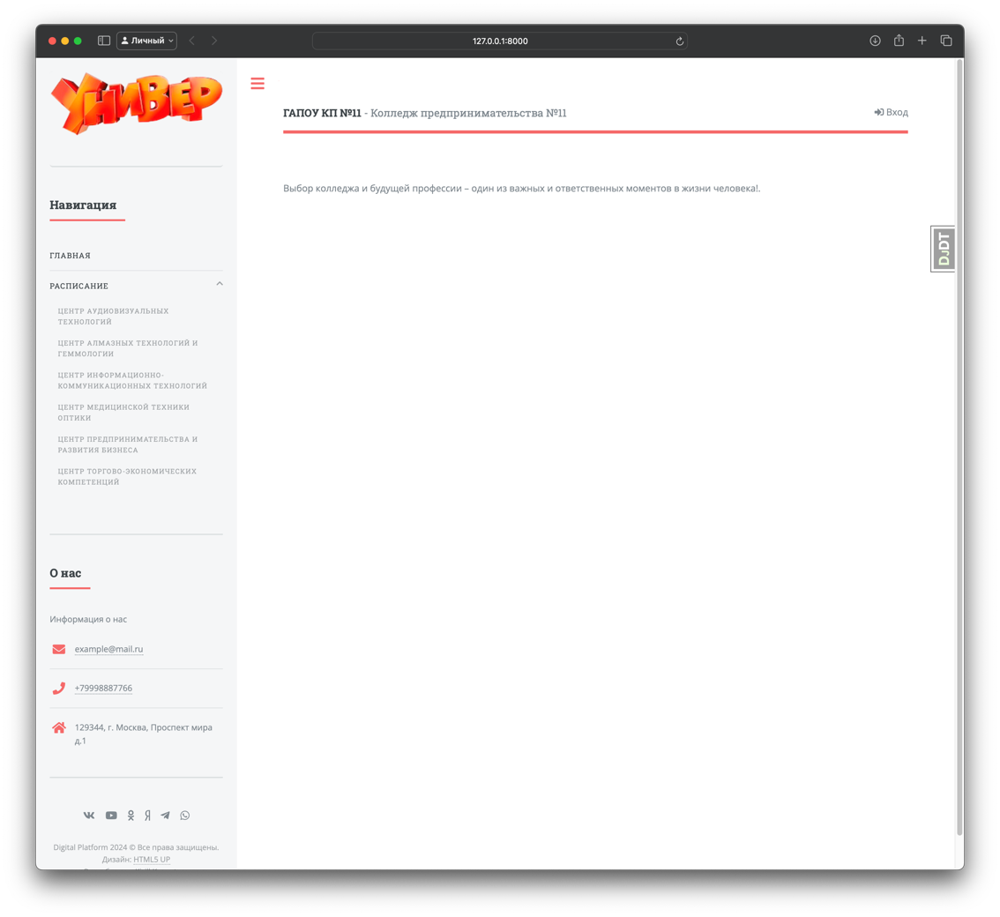 Личный
127.0.0.1:8000
УНИВЕР
ГАПОУ КП №11 - Колледж предпринимательства №11
Вход
Выбор колледжа и будущей профессии – один из важных и ответственных моментов в жизни человека!.
DJDT
Навигация
ГЛАВНАЯ
РАСПИСАНИЕ
ЦЕНТР АУДИОВИЗУАЛЬНЫХ
ТЕХНОЛОГИЙ
ЦЕНТР АЛМАЗНЫХ ТЕХНОЛОГИЙ И
ГЕММОЛОГИИ
ЦЕНТР ИНФОРМАЦИОННО-
КОММУНИКАЦИОННЫХ ТЕХНОЛОГИЙ
ЦЕНТР МЕДИЦИНСКОЙ ТЕХНИКИ
ОПТИКИ
ЦЕНТР ПРЕДПРИНИМАТЕЛЬСТВА И
РАЗВИТИЯ БИЗНЕСА
ЦЕНТР ТОРГОВО-ЭКОНОМИЧЕСКИХ
КОМПЕТЕНЦИЙ
О нас
Информация о нас
example@mail.ru
+79998887766
129344, г. Москва, Проспект мира
д.1
Digital Platform 2024 © Все права защищены.
Дизайн: HTML5 UP